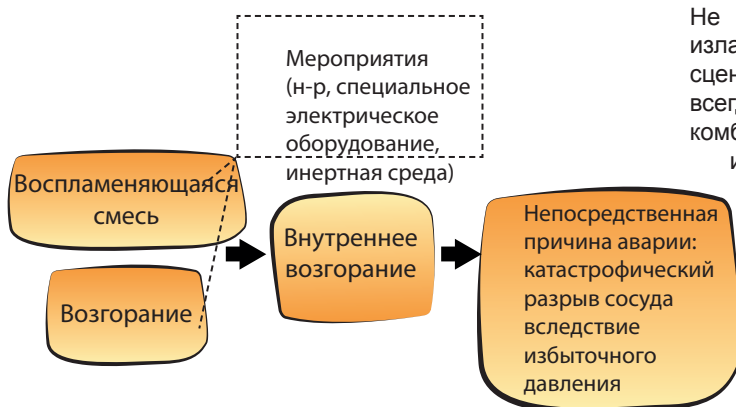 Мероприятия
(н-р, специальное
электрическое
оборудование,
инертная среда)
Воспламеняющаяся
смесь
Возгорание
Внутреннее
возгорание
Непосредственная
причина аварии:
катастрофический
разрыв сосуда
вследствие
избыточного
давления
Не